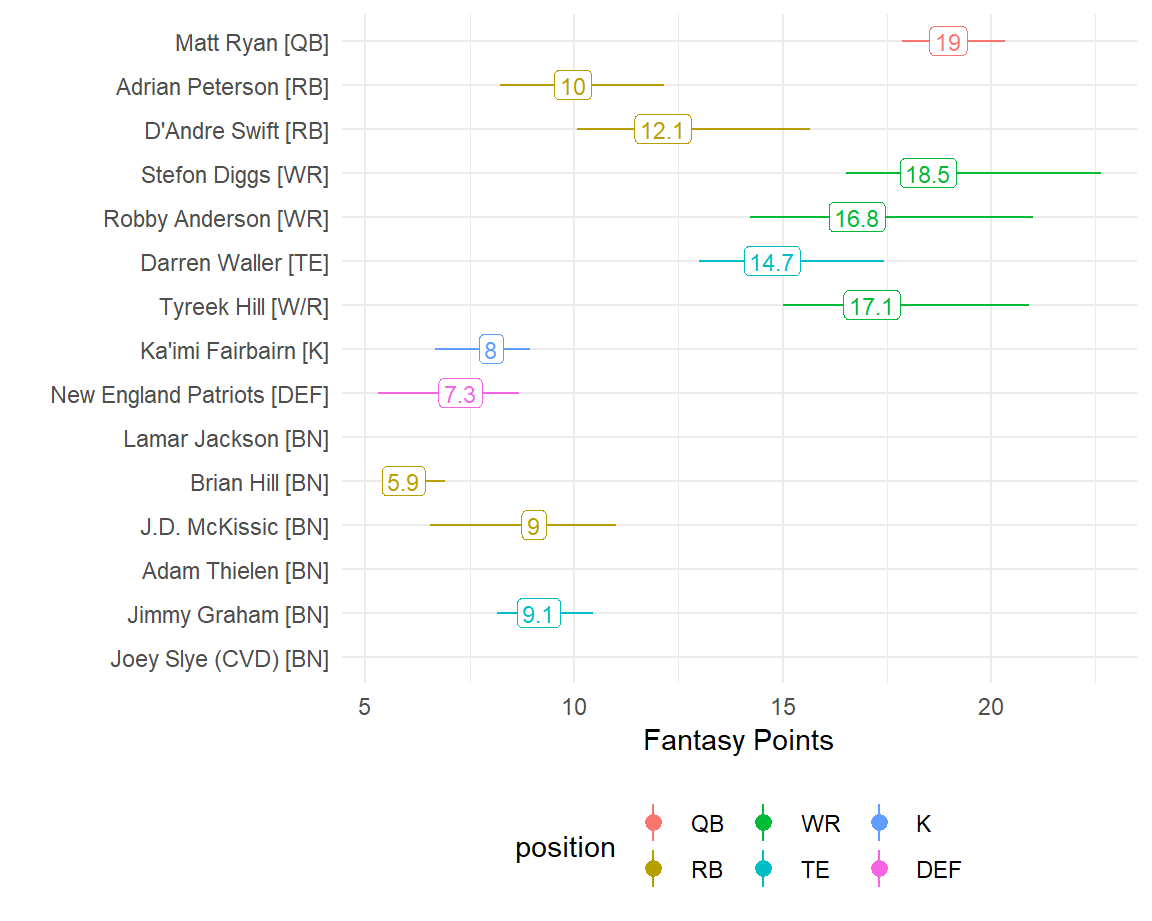 Matt Ryan [QB] 19
Adrian Peterson [RB] 10
D'Andre Swift [RB] 12.1
Stefon Diggs [WR] 18.5
Robby Anderson [WR] 16.8
Darren Waller [TE] 14.7
Tyreek Hill [W/R] 17.1
Ka'imi Fairbairn [K] 8
New England Patriots [DEF] 7.3
Lamar Jackson [BN]
Brian Hill [BN] 5.9
J.D. McKissic [BN] 9
Adam Thielen [BN]
Jimmy Graham [BN] 9.1
Joey Slye (CVD) [BN]
5 10 15 20
Fantasy Points
position
QB WR K
RB TE DEF